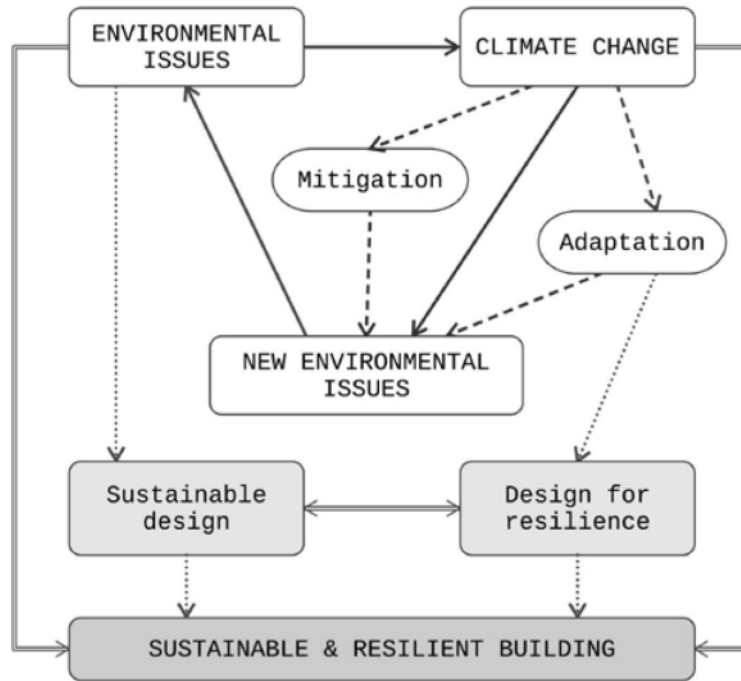 ENVIRONMENTAL
ISSUES
CLIMATE CHANGE
Mitigation
Adaptation
NEW ENVIRONMENTAL
ISSUES
Sustainable
design
Design for
resilience
SUSTAINABLE & RESILIENT BUILDING